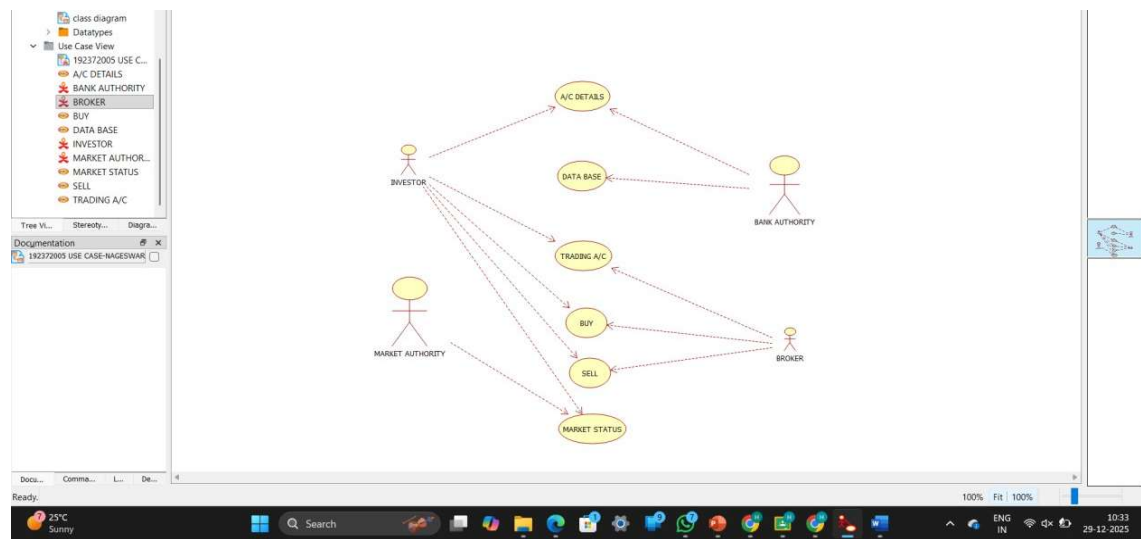 class diagram
Datatypes
Use Case View
192372005 USE C...
A/C DETAILS
BANK AUTHORITY
BROKER
BUY
DATA BASE
INVESTOR
MARKET AUTHOR...
MARKET STATUS
SELL
TRADING A/C
Tree Vi...
Stereoty...
Diagra...
Documentation
192372005 USE CASE-NAGESWAR
Docu...
Comma...
L...
De...
A/C DETAILS
INVESTOR
DATA BASE
BANK AUTHORITY
TRADING A/C
BUY
MARKET AUTHORITY
BROKER
SELL
MARKET STATUS
Ready.
100%
Fit
100%
7
25°C
Sunny
Search
9
7
ENG
IN
10:33
29-12-2025